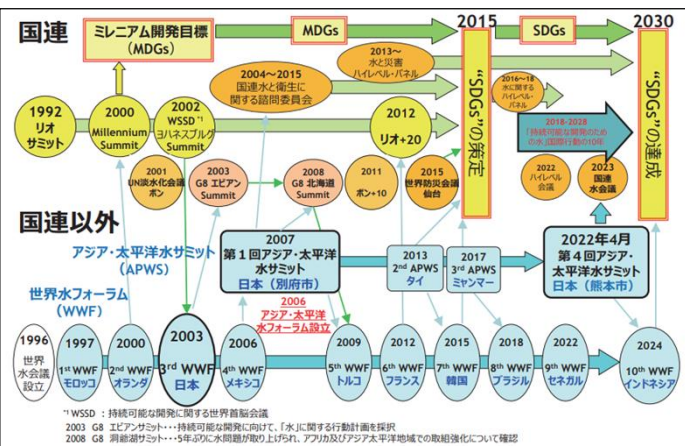 国連
ミレニアム開発目標
(MDGs)
MDGs
2015
SDGs
2030
2013～
水と災害
ハイレベル・パネル
2004～2015
国連水と衛生に
関する諮問委員会
2016～18
水に関する
ハイレベル・
パネル
1992
リオ
サミット
2000
Millennium
Summit
2002
WSSD *1
ヨハネスブルグ
Summit
2012
リオ+20
"SDGs"の策定
2018-2028
「持続可能な開発のため
の水」国際行動の10年
"SDGs"の達成
2001
UN淡水化会議
ボン
2003
G8 エビアン
Summit
2008
G8 北海道
Summit
2011
ボン+10
2015
世界防災会議
仙台
2022
ハイレベル
会議
2023
国連
水会議
国連以外
アジア・太平洋水サミット
(APWS)
2007
第1回アジア・太平洋
水サミット
日本（別府市）
2013
2nd APWS
タイ
2017
3rd APWS
ミャンマー
2022年4月
第4回アジア・
太平洋水サミット
日本（熊本市）
世界水フォーラム
(WWF)
2006
アジア・太平洋
水フォーラム設立
1996
世界
水会議
設立
1997
1st WWF
モロッコ
2000
2nd WWF
オランダ
2003
3rd WWF
日本
2006
4th WWF
メキシコ
2009
5th WWF
トルコ
2012
6th WWF
フランス
2015
7th WWF
韓国
2018
8th WWF
ブラジル
2022
9th WWF
セネガル
2024
10th WWF
インドネシア
*1 WSSD：持続可能な開発に関する世界首脳会議
2003 G8 エビアンサミット・・・持続可能な開発に向けて、「水」に関する行動計画を採択
2008 G8 洞爺湖サミット・・・5年ぶりに水問題が取り上げられ、アフリカ及びアジア太平洋地域での取組強化について確認